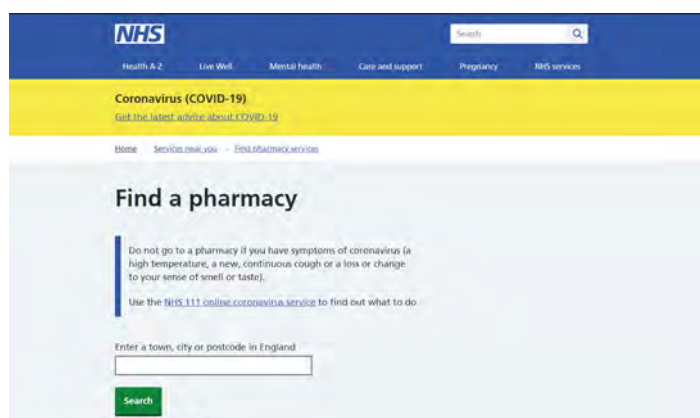 NHS
Search
Health A-Z Live Well Mental health Care and support Pregnancy NHS services
Coronavirus (COVID-19)
Get the latest advice about COVID-19
Home Services near you Find pharmacy services
Find a pharmacy
Do not go to a pharmacy if you have symptoms of coronavirus (a
high temperature, a new, continuous cough or a loss or change
to your sense of smell or taste).
Use the NHS 111 online coronavirus service to find out what to do
Enter a town, city or postcode in England
Search